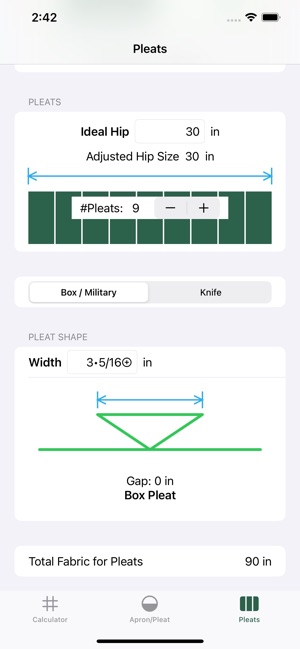 2:42
Pleats
PLEATS
Ideal Hip 30 in
Adjusted Hip Size 30 in
#Pleats: 9 − +
Box / Military Knife
PLEAT SHAPE
Width 3•5/16⊕ in
Gap: 0 in
Box Pleat
Total Fabric for Pleats 90 in
Calculator Apron/Pleat Pleats